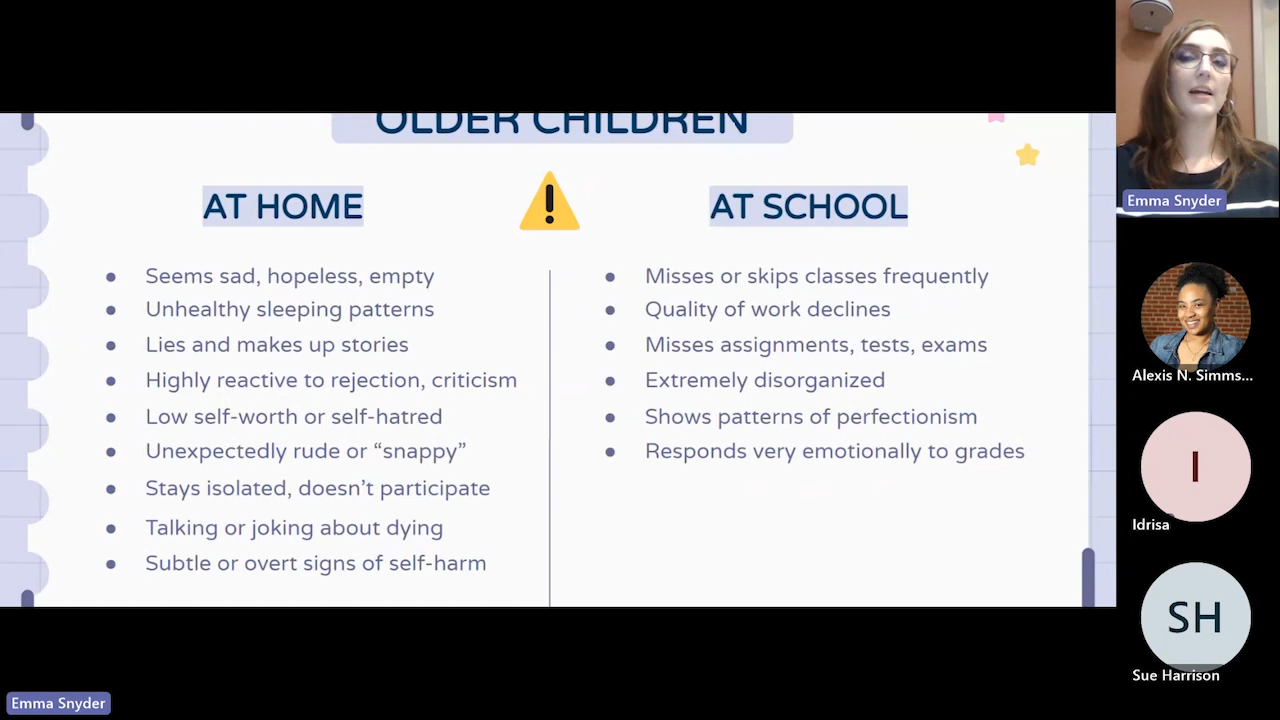 OLDER CHILDREN
AT HOME
AT SCHOOL
Seems sad, hopeless, empty
Unhealthy sleeping patterns
Lies and makes up stories
Highly reactive to rejection, criticism
Low self-worth or self-hatred
Unexpectedly rude or “snappy”
Stays isolated, doesn’t participate
Talking or joking about dying
Subtle or overt signs of self-harm
Misses or skips classes frequently
Quality of work declines
Misses assignments, tests, exams
Extremely disorganized
Shows patterns of perfectionism
Responds very emotionally to grades
Emma Snyder
Alexis N. Simms...
I
Idrisa
SH
Sue Harrison
Emma Snyder